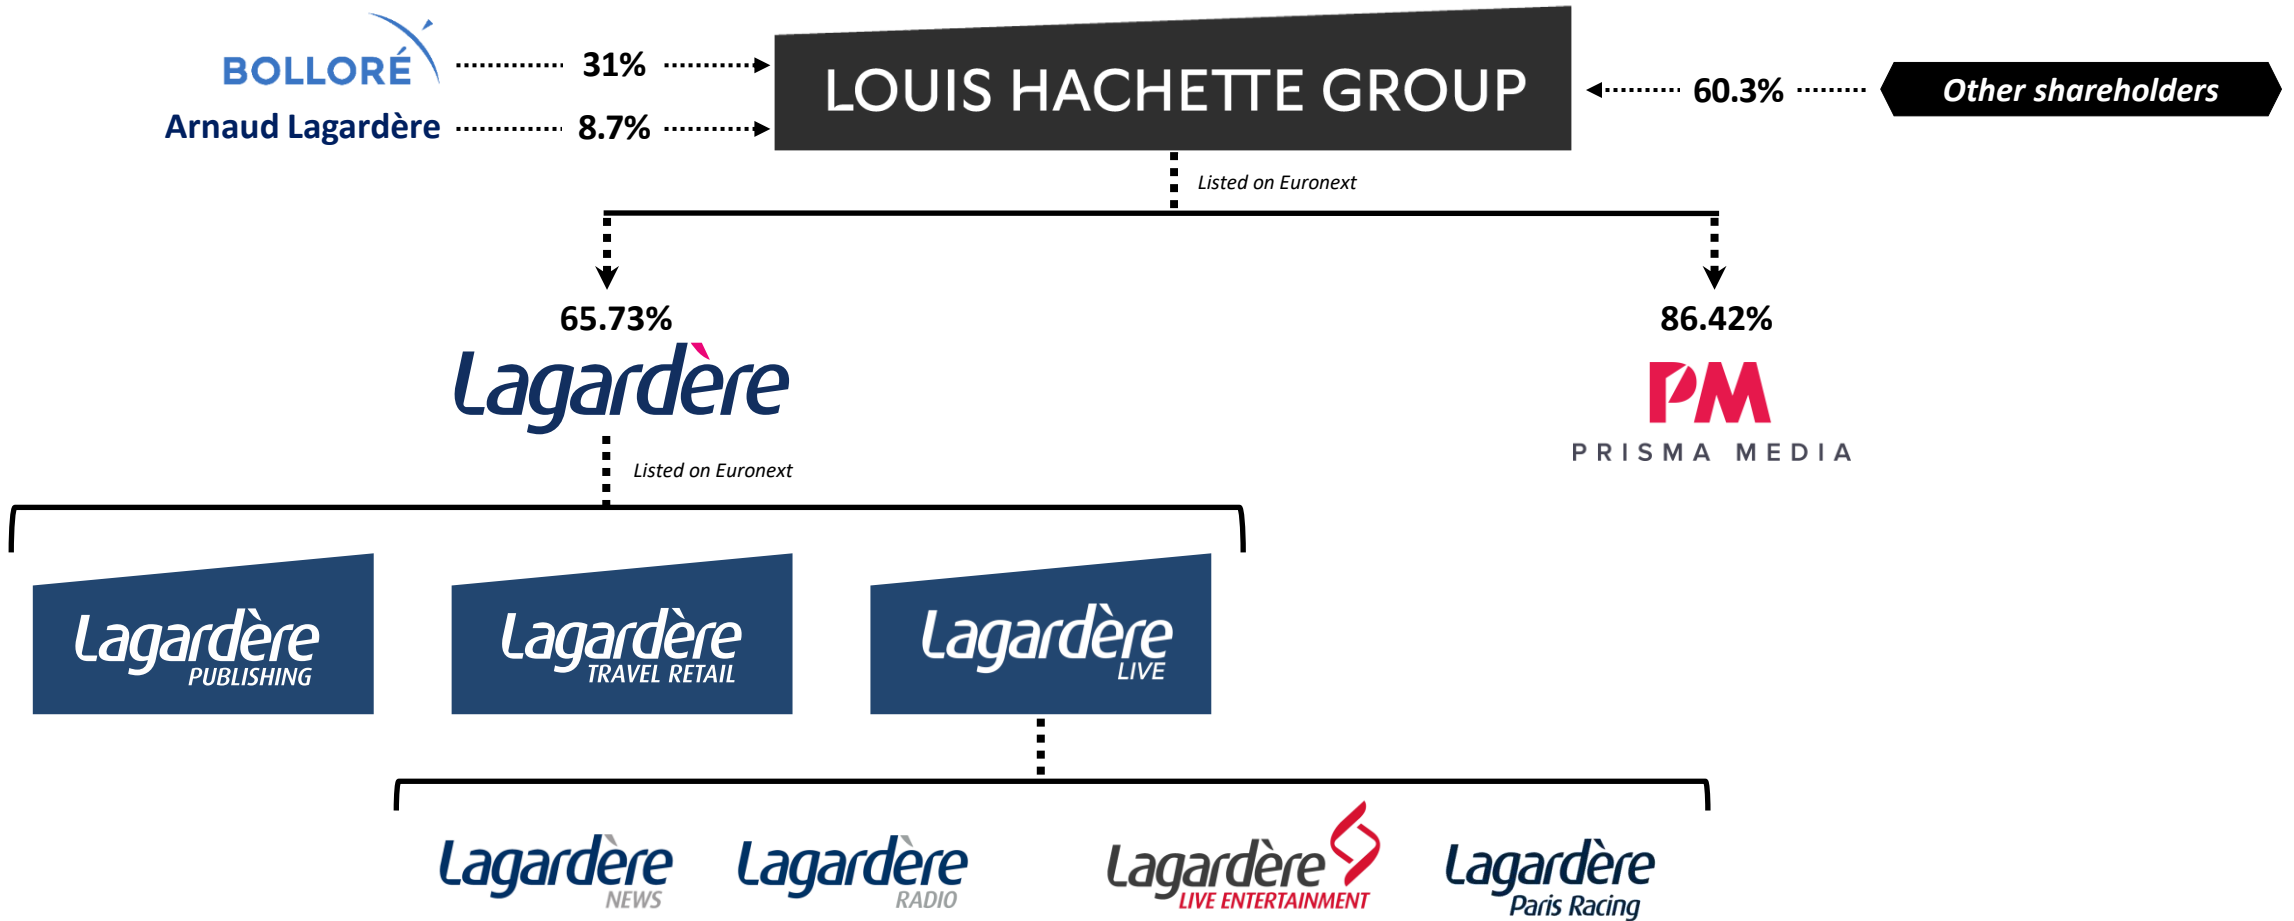 BOLLORÉ
31%
LOUIS HACHETTE GROUP
60.3%
Other shareholders
Arnaud Lagardère
8.7%
Listed on Euronext
65.73%
86.42%
Lagardère
PM
PRISMA MEDIA
Listed on Euronext
Lagardère
PUBLISHING
Lagardère
TRAVEL RETAIL
Lagardère
LIVE
Lagardère
NEWS
Lagardère
RADIO
Lagardère
LIVE ENTERTAINMENT
Lagardère
Paris Racing